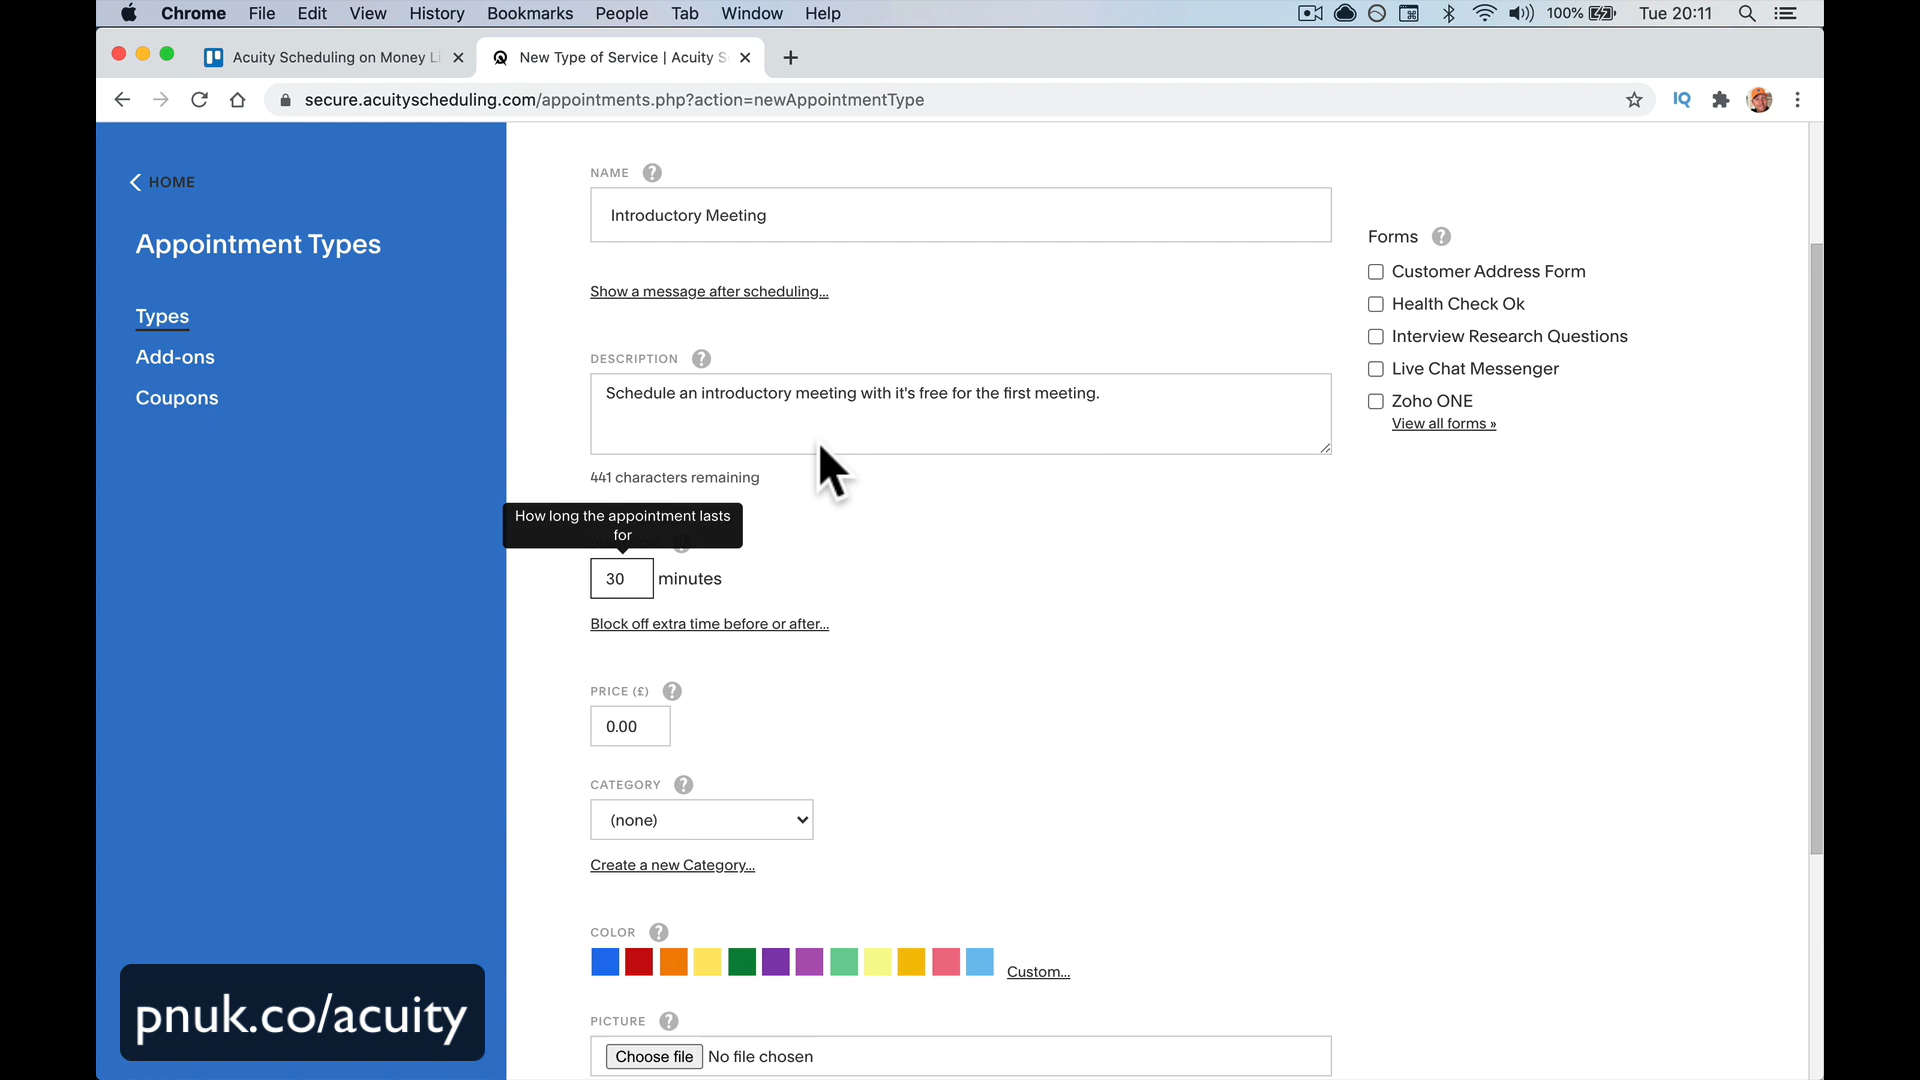 Chrome File Edit View History Bookmarks People Tab Window Help 100% Tue 20:11
Acuity Scheduling on Money Li New Type of Service | Acuity S
secure.acuityscheduling.com/appointments.php?action=newAppointmentType IQ
HOME
Appointment Types
Types
Add-ons
Coupons
NAME ?
Introductory Meeting
Show a message after scheduling...
DESCRIPTION ?
Schedule an introductory meeting with it's free for the first meeting.
441 characters remaining
How long the appointment lasts
for
30 minutes
Block off extra time before or after...
PRICE (£) ?
0.00
CATEGORY ?
(none)
Create a new Category...
COLOR ?
Custom...
PICTURE ?
Choose file No file chosen
Forms ?
Customer Address Form
Health Check Ok
Interview Research Questions
Live Chat Messenger
Zoho ONE
View all forms »
pnuk.co/acuity